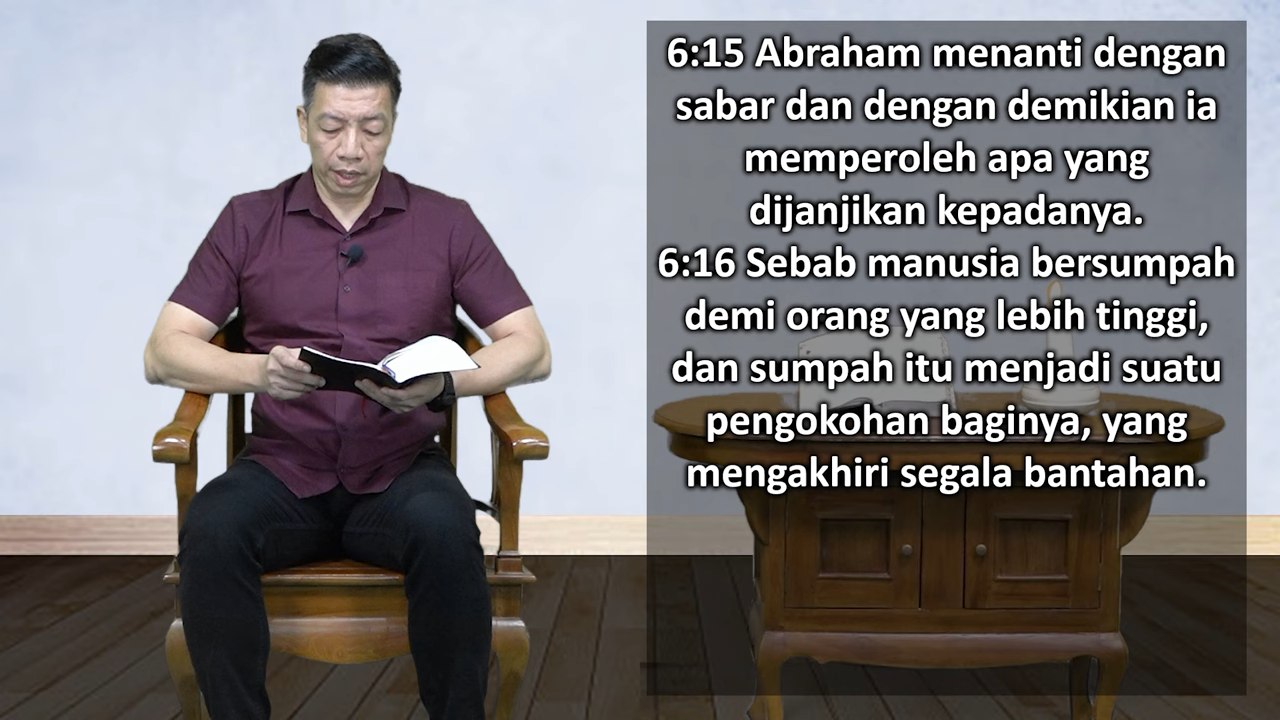 6:15 Abraham menanti dengan
sabar dan dengan demikian ia
memperoleh apa yang
dijanjikan kepadanya.
6:16 Sebab manusia bersumpah
demi orang yang lebih tinggi,
dan sumpah itu menjadi suatu
pengokohan baginya, yang
mengakhiri segala bantahan.